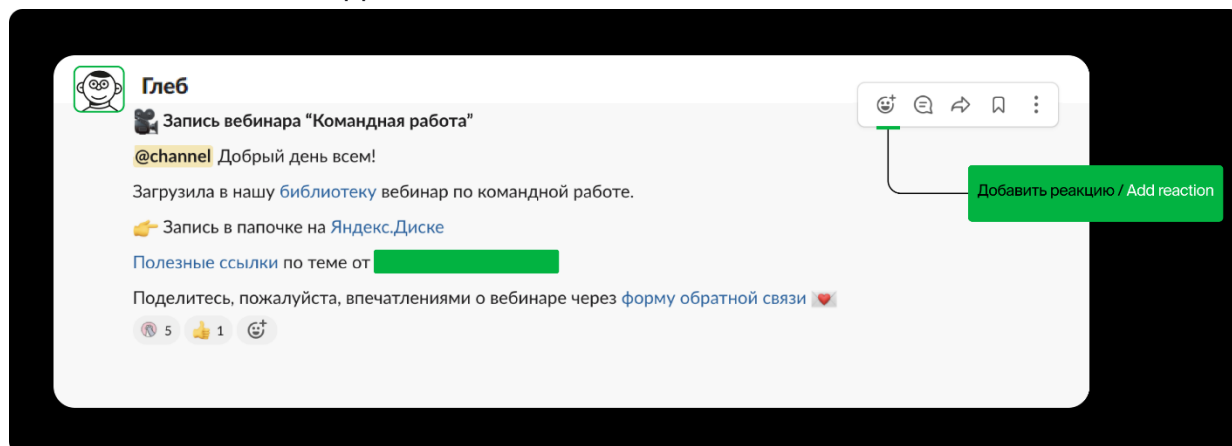 Глеб
Запись вебинара “Командная работа”
@channel Добрый день всем!
Загрузила в нашу библиотеку вебинар по командной работе.
Запись в папочке на Яндекс.Диске
Полезные ссылки по теме от
Поделитесь, пожалуйста, впечатлениями о вебинаре через форму обратной связи
5 1
Добавить реакцию / Add reaction